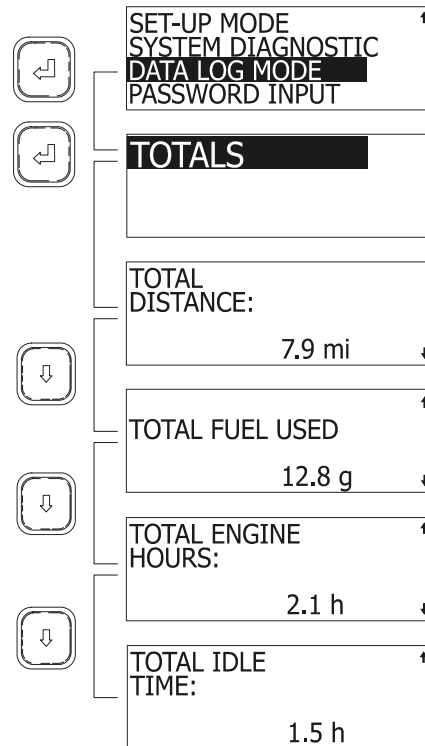 SET-UP MODE
SYSTEM DIAGNOSTIC
DATA LOG MODE
PASSWORD INPUT
TOTALS
TOTAL
DISTANCE:
7.9 mi
TOTAL FUEL USED
12.8 g
TOTAL ENGINE
HOURS:
2.1 h
TOTAL IDLE
TIME:
1.5 h